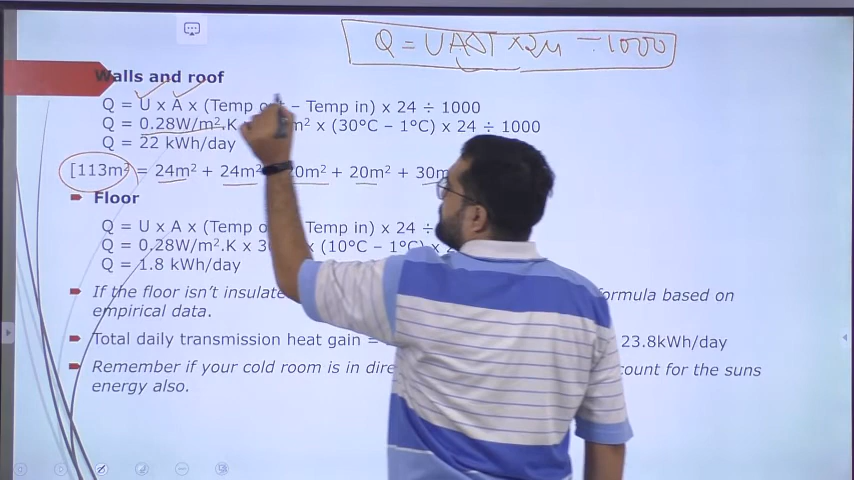 Q = UAΔT × 24 ÷ 1000
Walls and roof
Q = U x A x (Temp out – Temp in) x 24 ÷ 1000
Q = 0.28W/m².K m² x (30°C – 1°C) x 24 ÷ 1000
Q = 22 kWh/day
[113m² = 24m² + 24m² 20m² + 20m² + 30m
Floor
Q = U x A x (Temp o Temp in) x 24 ÷
Q = 0.28W/m².K x 3 x (10°C – 1°C) x 2
Q = 1.8 kWh/day
If the floor isn't insulate formula based on
empirical data.
Total daily transmission heat gain = 23.8kWh/day
Remember if your cold room is in dire count for the suns
energy also.